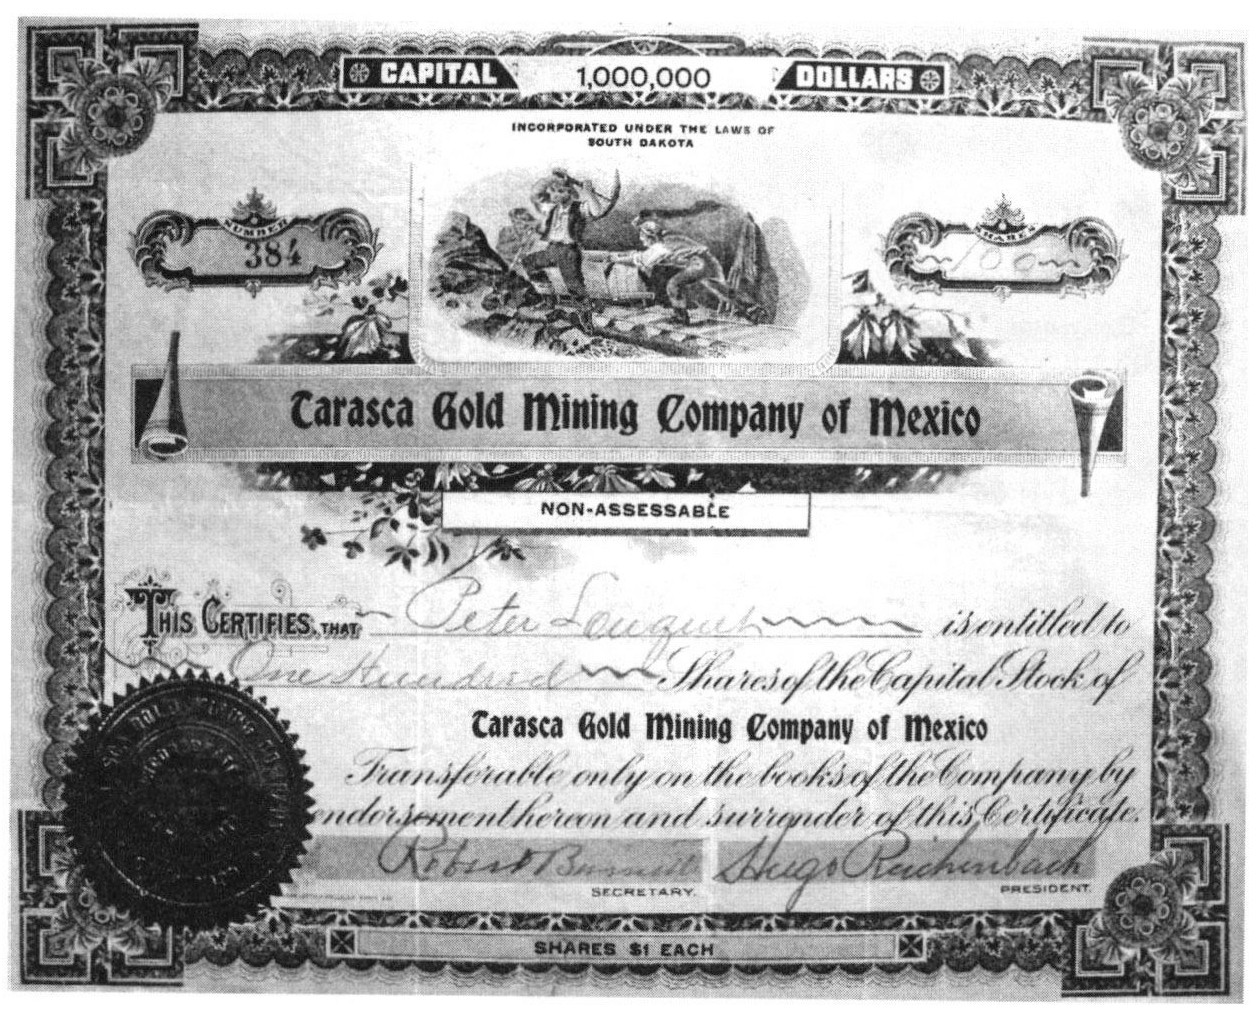 CAPITAL 1,000,000 DOLLARS
INCORPORATED UNDER THE LAWS OF
SOUTH DAKOTA
NUMBER
384
SHARES
100
Tarasca Gold Mining Company of Mexico
NON-ASSESSABLE
THIS CERTIFIES, THAT Peter is entitled to
One Hundred Shares of the Capital Stock of
Tarasca Gold Mining Company of Mexico
Transferable only on the books of the Company by
endorsement hereon and surrender of this Certificate.
Robert Hugo Reichenbach
SECRETARY. PRESIDENT.
SHARES $1 EACH